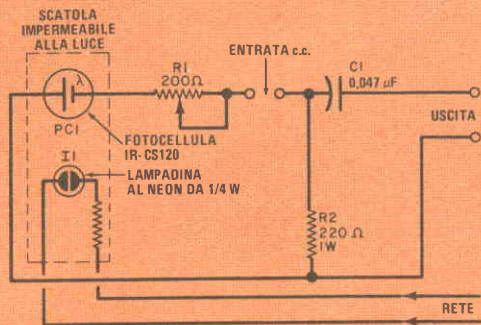 SCATOLA
IMPERMEABILE
ALLA LUCE
λ
PC1
I1
FOTOCELLULA
IR-CS120
LAMPADINA
AL NEON DA 1/4 W
R1
200Ω
ENTRATA c.c.
C1
0,047 µF
USCITA
R2
220 Ω
1W
RETE